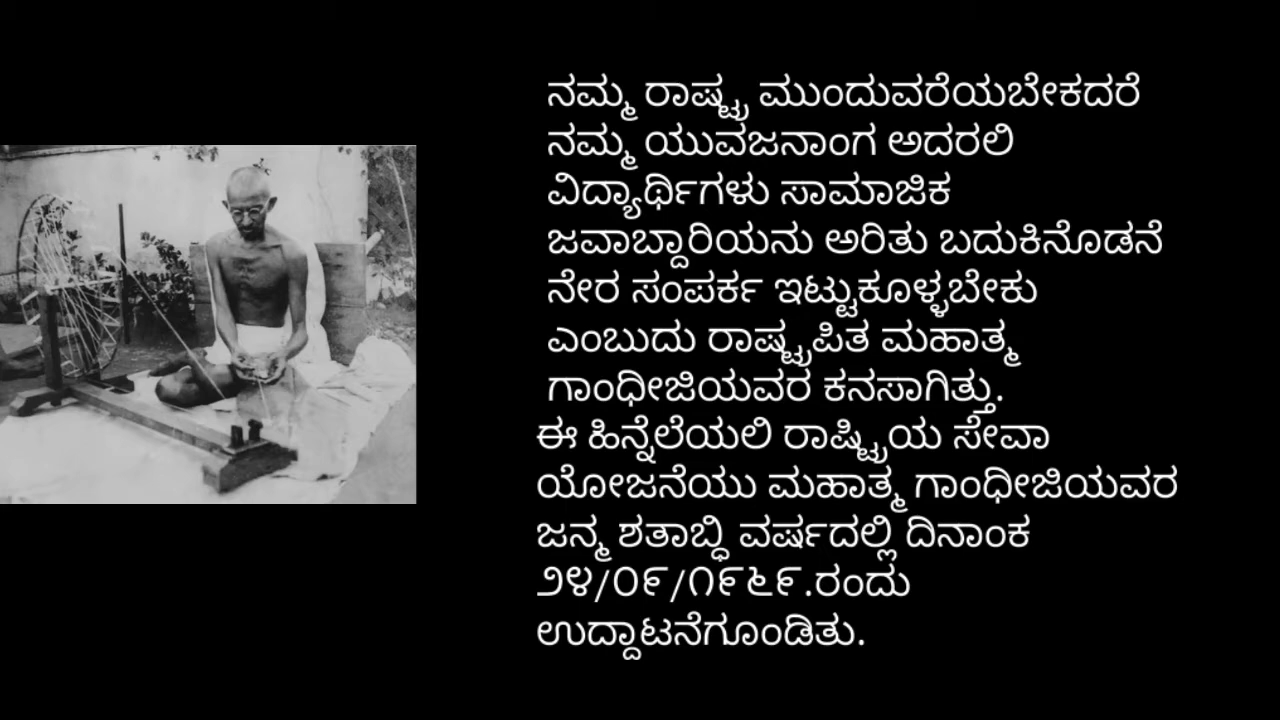 ನಮ್ಮ ರಾಷ್ಟ್ರ ಮುಂದುವರೆಯಬೇಕದರೆ
ನಮ್ಮ ಯುವಜನಾಂಗ ಅದರಲಿ
ವಿದ್ಯಾರ್ಥಿಗಳು ಸಾಮಾಜಿಕ
ಜವಾಬ್ದಾರಿಯನು ಅರಿತು ಬದುಕಿನೊಡನೆ
ನೇರ ಸಂಪರ್ಕ ಇಟ್ಟುಕೂಳ್ಳಬೇಕು
ಎಂಬುದು ರಾಷ್ಟ್ರಪಿತ ಮಹಾತ್ಮ
ಗಾಂಧೀಜಿಯವರ ಕನಸಾಗಿತ್ತು.
ಈ ಹಿನ್ನೆಲೆಯಲಿ ರಾಷ್ಟ್ರಿಯ ಸೇವಾ
ಯೋಜನೆಯು ಮಹಾತ್ಮ ಗಾಂಧೀಜಿಯವರ
ಜನ್ಮ ಶತಾಬ್ಧಿ ವರ್ಷದಲ್ಲಿ ದಿನಾಂಕ
೨೪/೦೯/೧೯೬೯.ರಂದು
ಉದ್ದಾಟನೆಗೂಂಡಿತು.